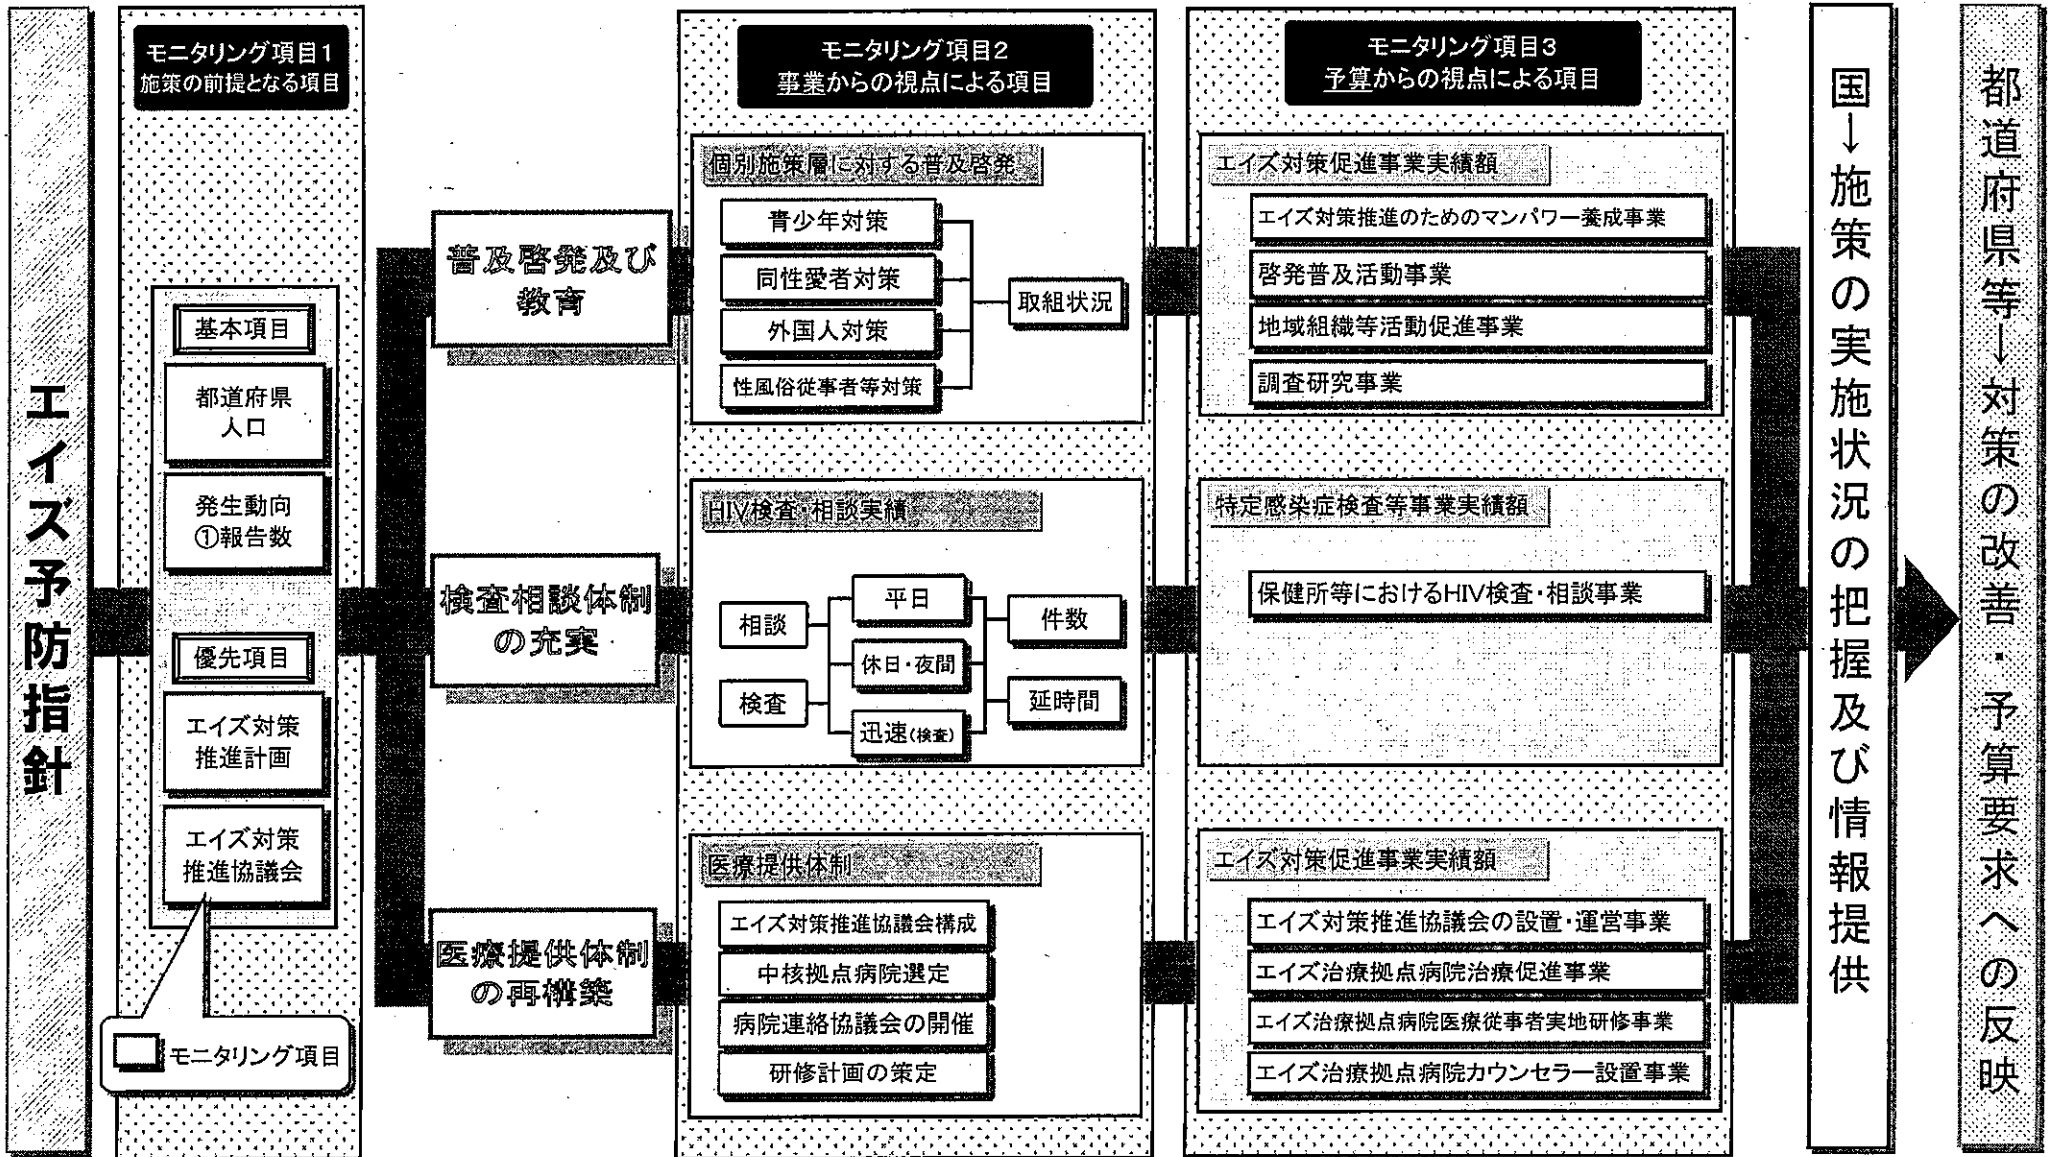 エイズ予防指針
モニタリング項目1
施策の前提となる項目
基本項目
都道府県
人口
発生動向
①報告数
優先項目
エイズ対策
推進計画
エイズ対策
推進協議会
モニタリング項目
普及啓発及び
教育
検査相談体制
の充実
医療提供体制
の再構築
モニタリング項目2
事業からの視点による項目
個別施策層に対する普及啓発
青少年対策
同性愛者対策
外国人対策
性風俗従事者等対策
取組状況
HIV検査・相談実績
相談
検査
平日
休日・夜間
迅速(検査)
件数
延時間
医療提供体制
エイズ対策推進協議会構成
中核拠点病院選定
病院連絡協議会の開催
研修計画の策定
モニタリング項目3
予算からの視点による項目
エイズ対策促進事業実績額
エイズ対策推進のためのマンパワー養成事業
啓発普及活動事業
地域組織等活動促進事業
調査研究事業
特定感染症検査等事業実績額
保健所等におけるHIV検査・相談事業
エイズ対策促進事業実績額
エイズ対策推進協議会の設置・運営事業
エイズ治療拠点病院治療促進事業
エイズ治療拠点病院医療従事者実地研修事業
エイズ治療拠点病院カウンセラー設置事業
国→施策の実施状況の把握及び情報提供
都道府県等→対策の改善・予算要求への反映